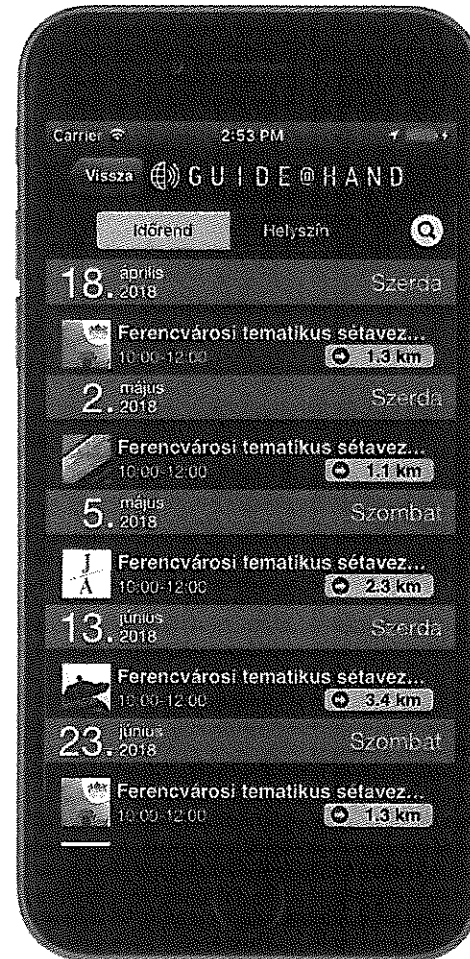 Carrier 2:53 PM
Vissza GUIDE@HAND
Időrend Helyszín
18. április 2018 Szerda
Ferencvárosi tematikus sétavez...
10:00-12:00 1.3 km
2. május 2018 Szerda
Ferencvárosi tematikus sétavez...
10:00-12:00 1.1 km
5. május 2018 Szombat
J
A
Ferencvárosi tematikus sétavez...
10:00-12:00 2.3 km
13. június 2018 Szerda
Ferencvárosi tematikus sétavez...
10:00-12:00 3.4 km
23. június 2018 Szombat
Ferencvárosi tematikus sétavez...
10:00-12:00 1.3 km